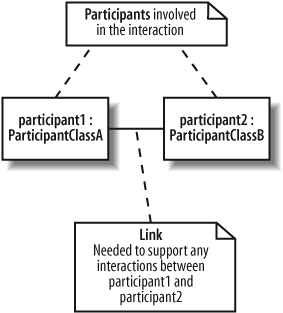 Participants involved
in the interaction
participant1 :
ParticipantClassA
participant2 :
ParticipantClassB
Link
Needed to support any
interactions between
participant1 and
participant2